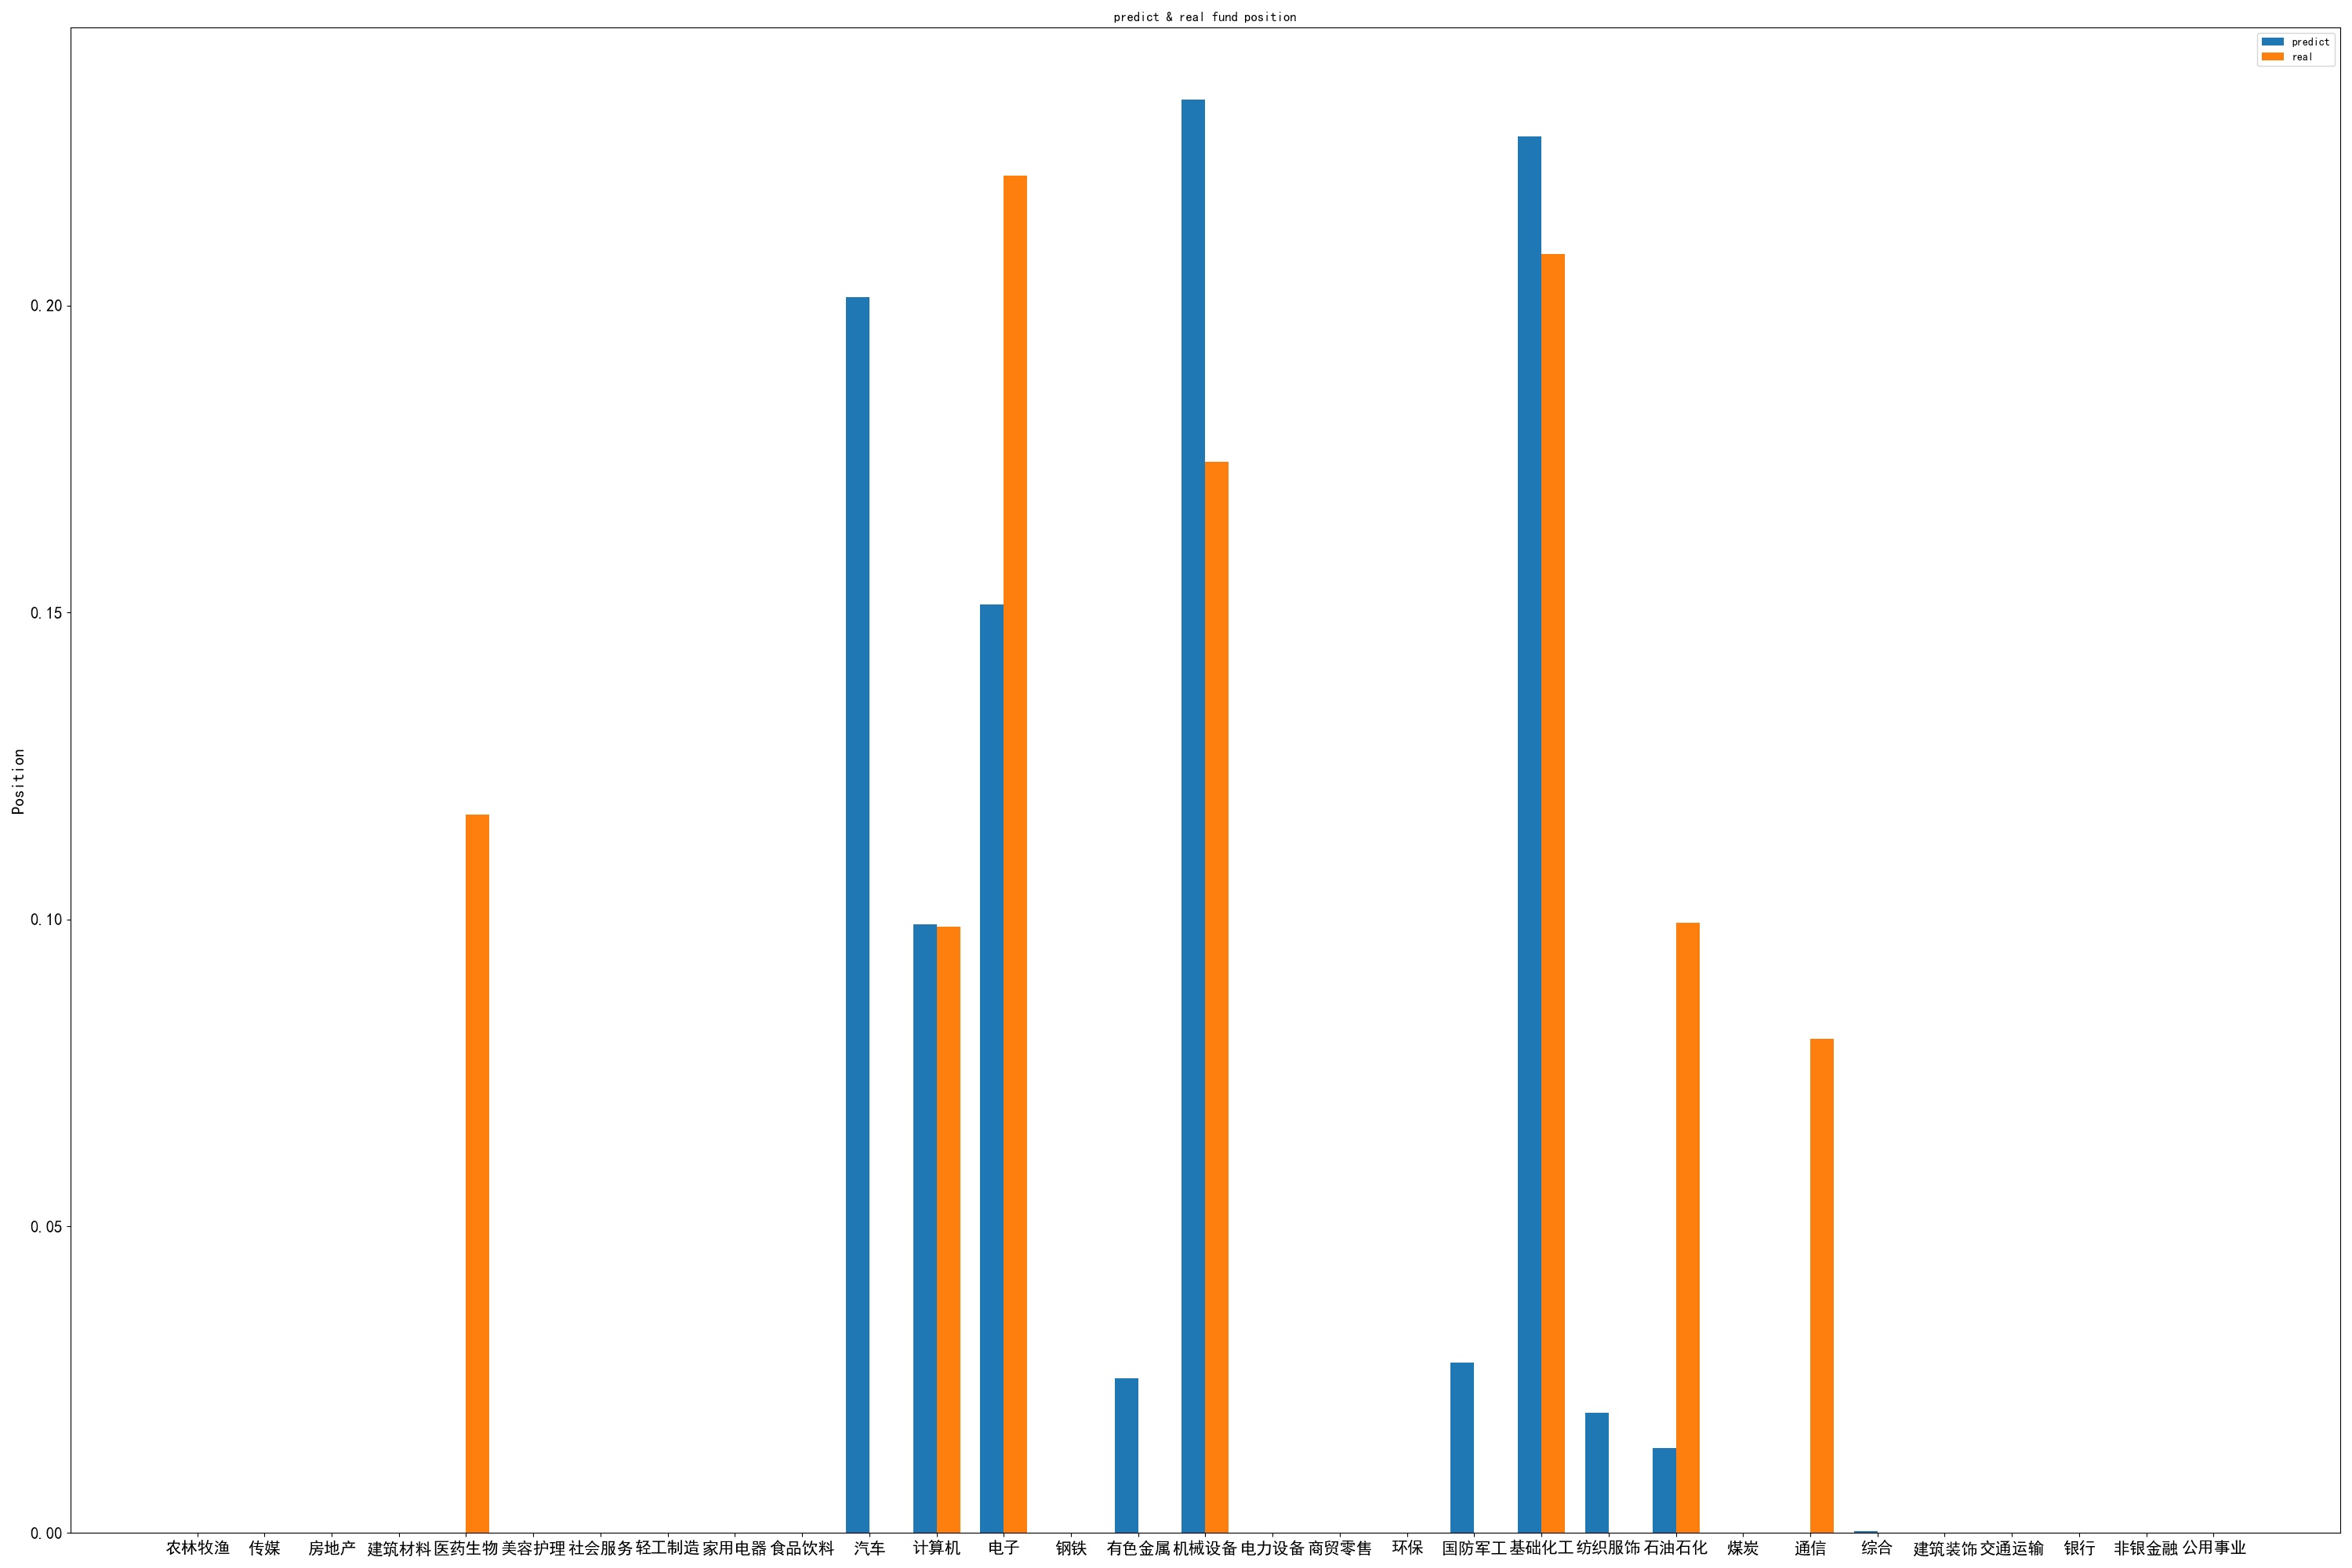 predict & real fund position
predict
real
0.20
0.15
0.10
0.05
0.00
Position
农林牧渔 传媒 房地产 建筑材料 医药生物 美容护理 社会服务 轻工制造 家用电器 食品饮料 汽车 计算机 电子 钢铁 有色金属 机械设备 电力设备 商贸零售 环保 国防军工 基础化工 纺织服饰 石油石化 煤炭 通信 综合 建筑装饰 交通运输 银行 非银金融 公用事业